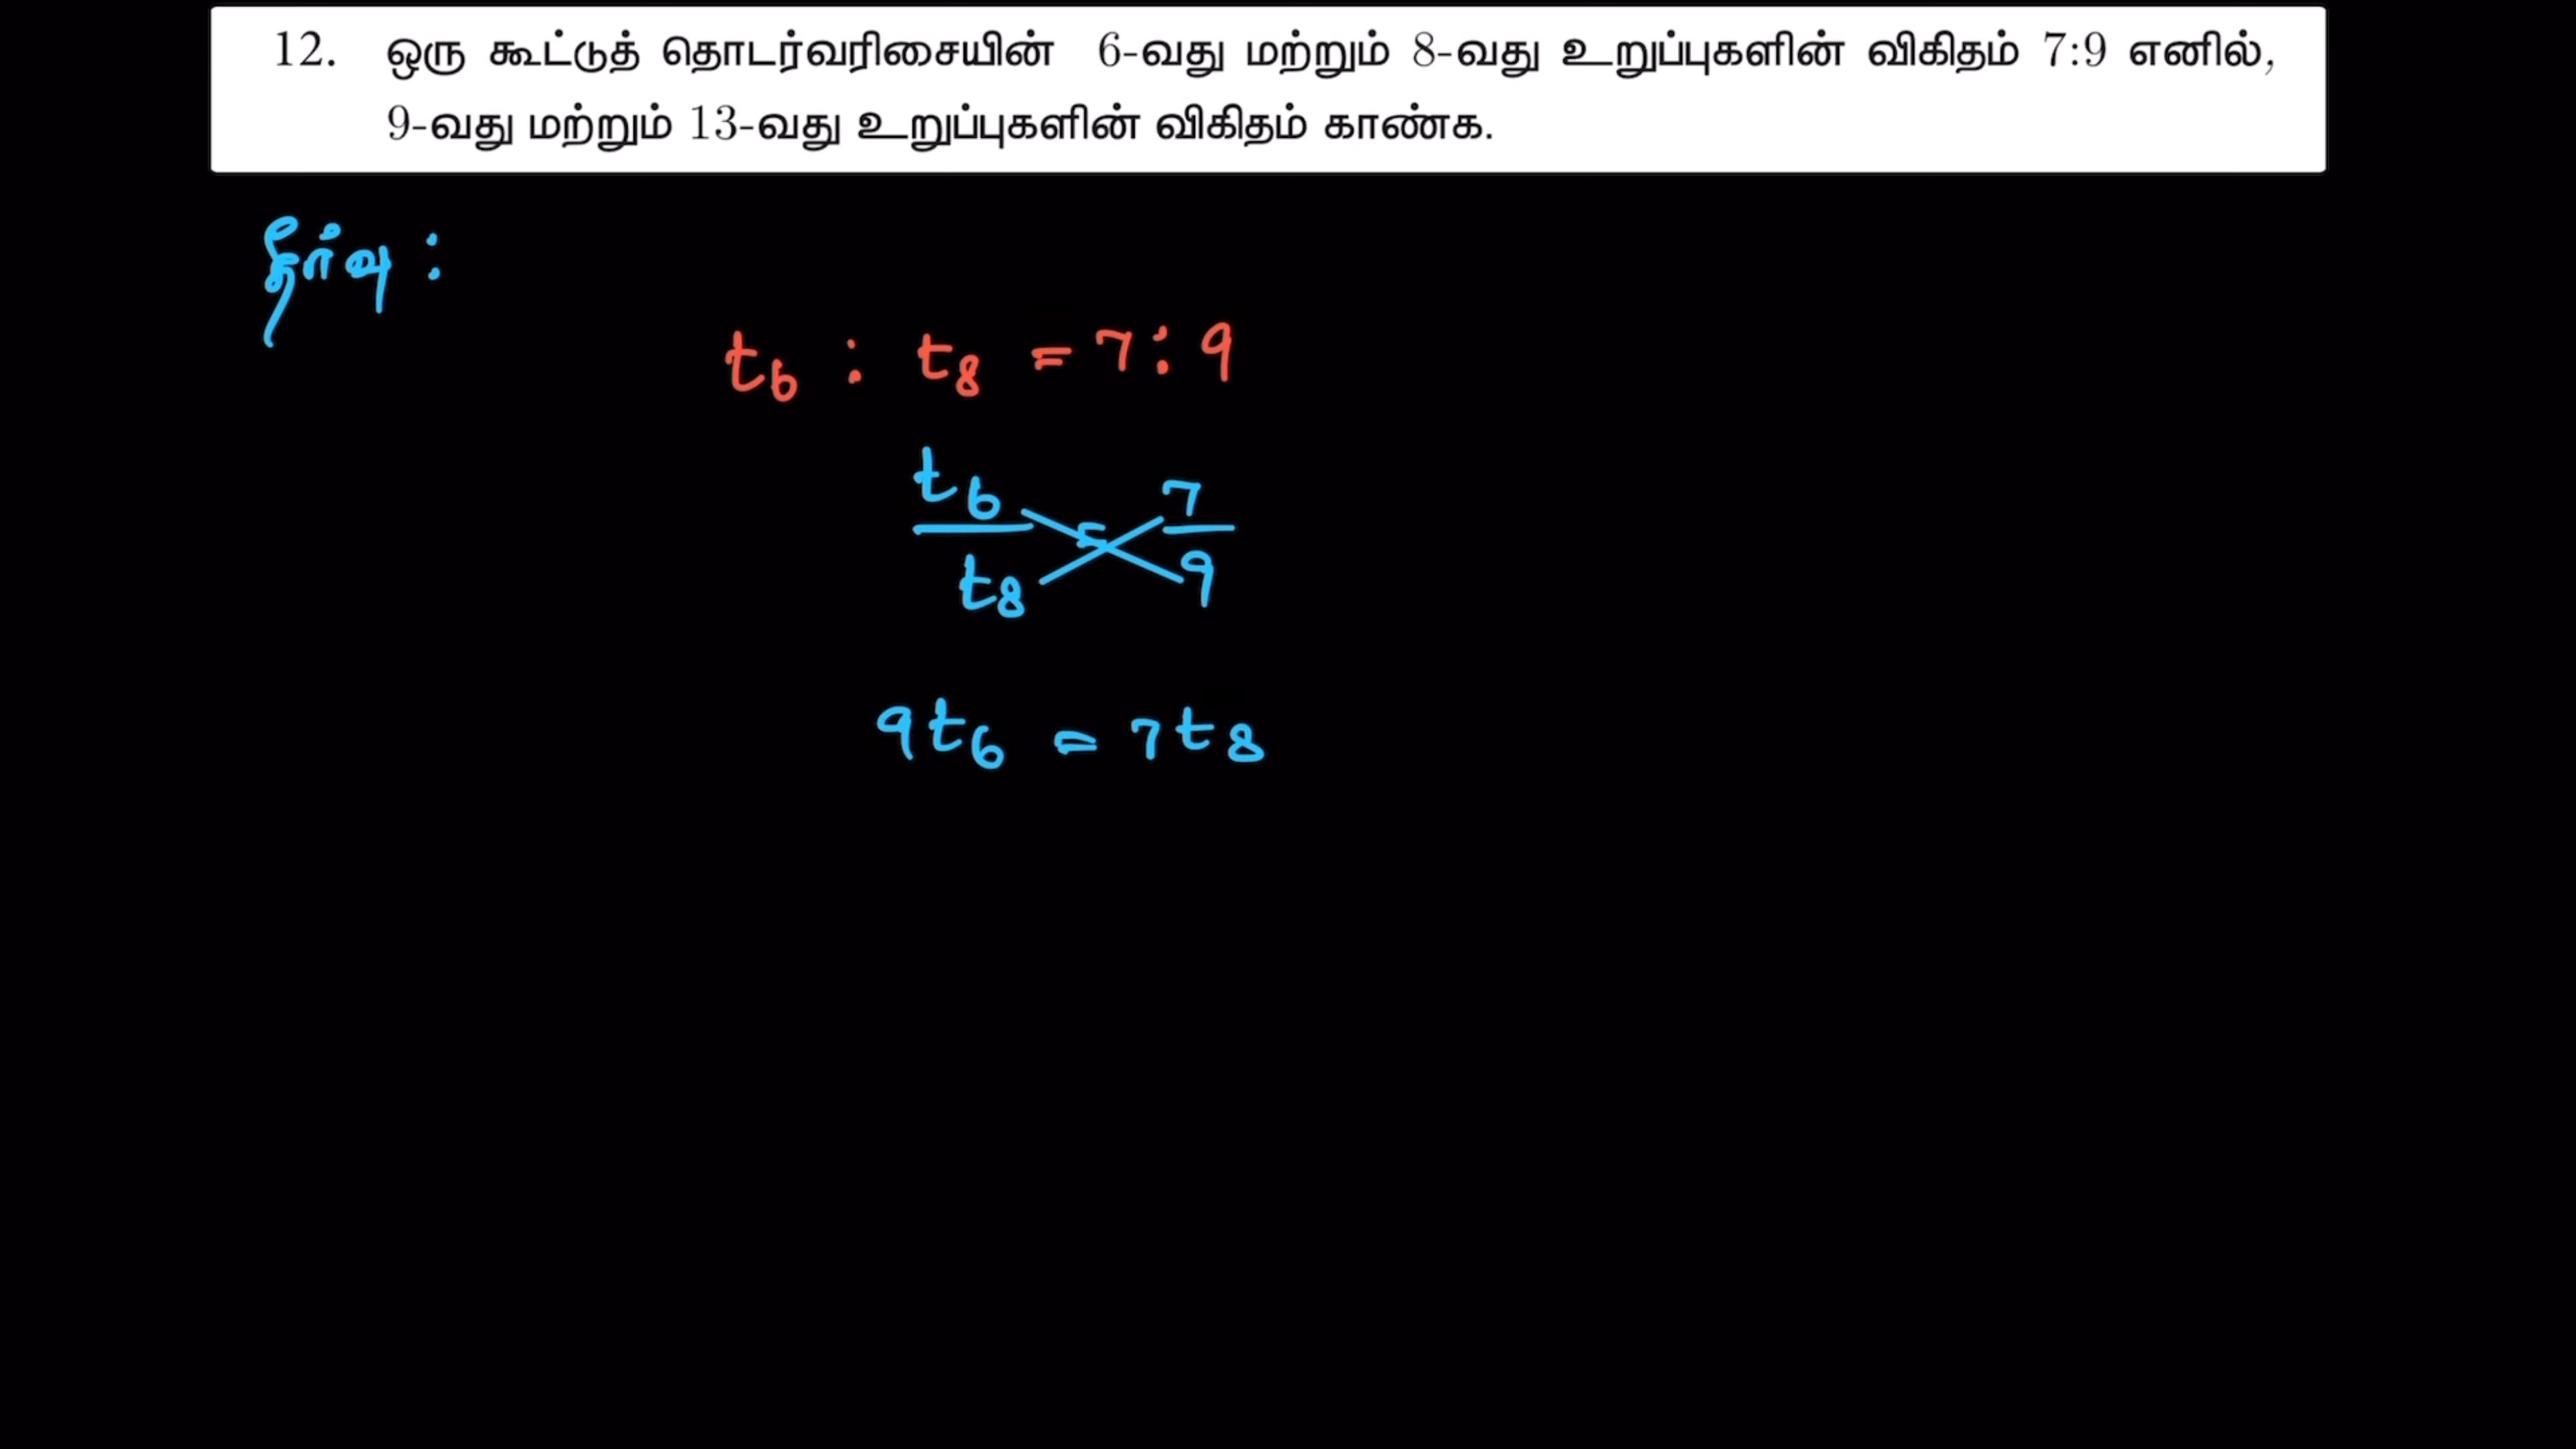 12. ஒரு கூட்டுத் தொடர்வரிசையின் 6-வது மற்றும் 8-வது உறுப்புகளின் விகிதம் 7:9 எனில்,
9-வது மற்றும் 13-வது உறுப்புகளின் விகிதம் காண்க.
தீர்வு :
t₆ : t₈ = 7 : 9
t₆ / t₈ = 7 / 9
9t₆ = 7t₈